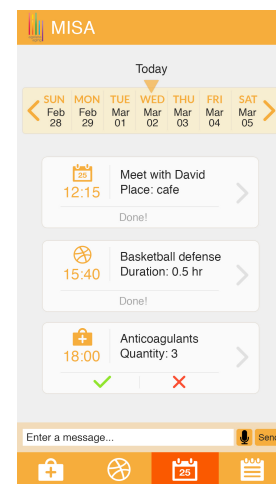 MISA
Today
SUN MON TUE WED THU FRI SAT
Feb Feb Mar Mar Mar Mar Mar
28 29 01 02 03 04 05
25
12:15
Meet with David
Place: cafe
Done!
15:40
Basketball defense
Duration: 0.5 hr
Done!
18:00
Anticoagulants
Quantity: 3
Enter a message...
Send
25